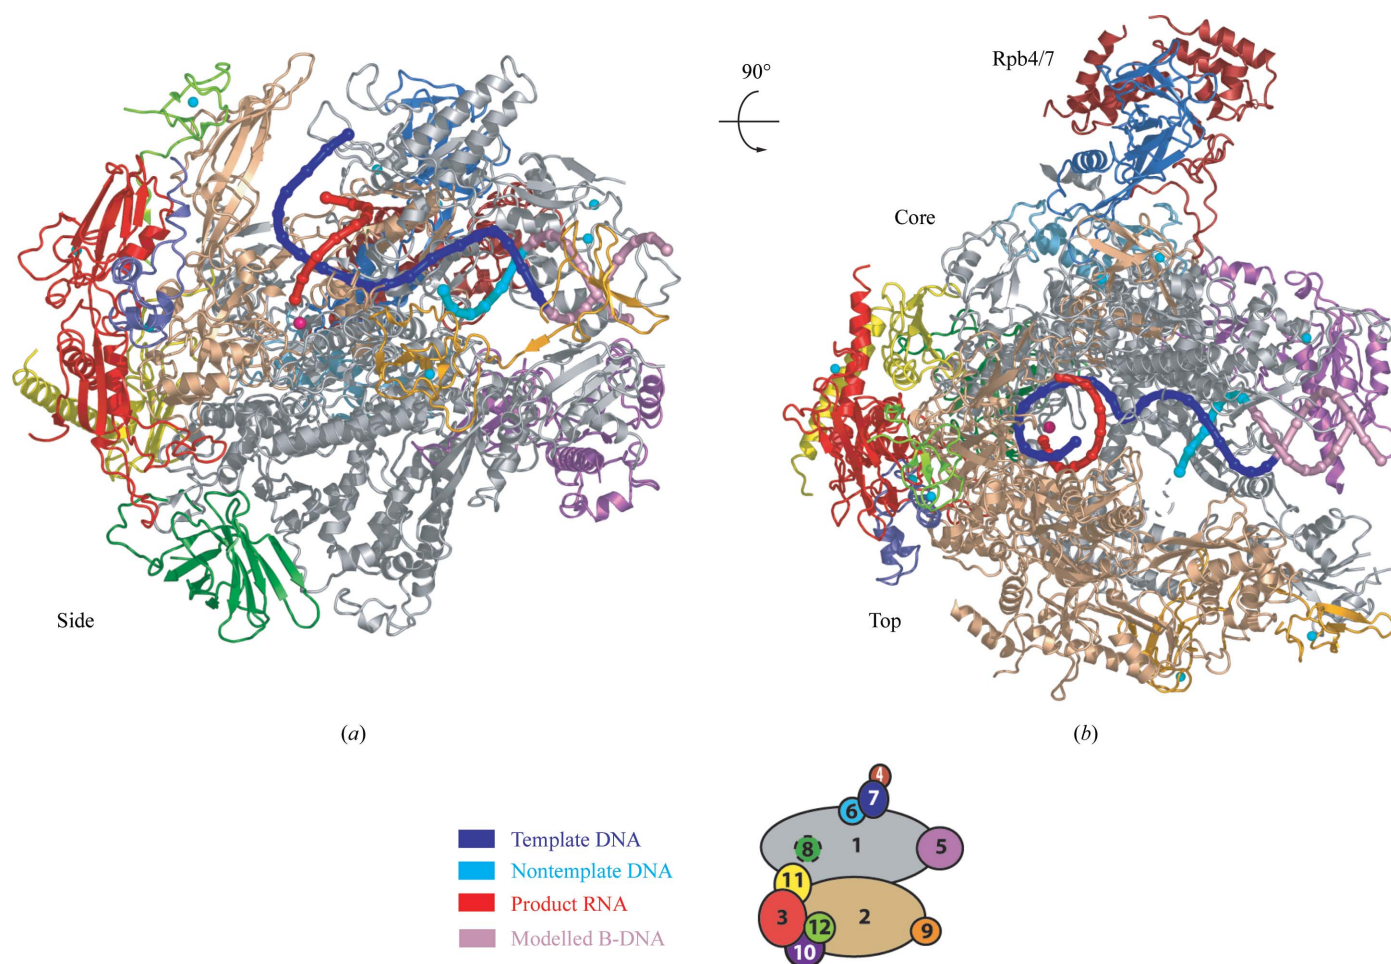 Rpb4/7
90°
Core
Side
Top
(a)
(b)
4
7
6
8
1
5
11
3
12
2
9
10
Template DNA
Nontemplate DNA
Product RNA
Modelled B-DNA